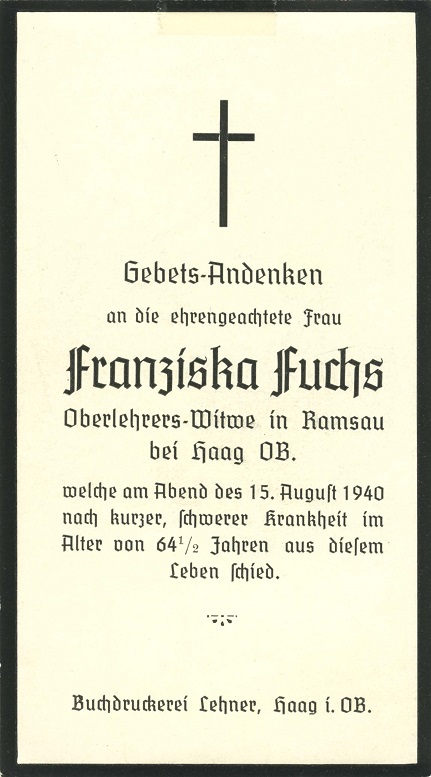 Gebets-Andenken
an die ehrengeachtete Frau
Franziska Fuchs
Oberlehrers-Witwe in Ramsau
bei Haag OB.
welche am Abend des 15. August 1940
nach kurzer, schwerer Krankheit im
Alter von 64 1/2 Jahren aus diesem
Leben schied.
Buchdruckerei Lehner, Haag i. OB.